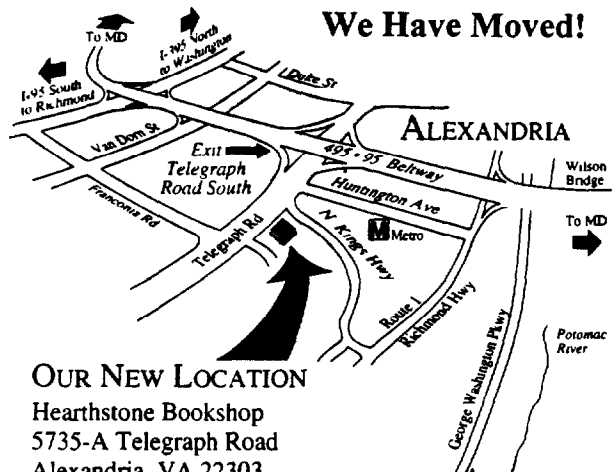 We Have Moved!
To MD
I-395 North
to Washington
I-95 South
to Richmond
Duke St
ALEXANDRIA
Van Dorn St
Exit
Telegraph
Road South
495 • 95 Beltway
Wilson
Bridge
Huntington Ave
Franconia Rd
To MD
Telegraph Rd
N Kings Hwy
M Metro
Route 1
Richmond Hwy
George Washington Pkwy
Potomac
River
OUR NEW LOCATION
Hearthstone Bookshop
5735-A Telegraph Road
Alexandria, VA 22303